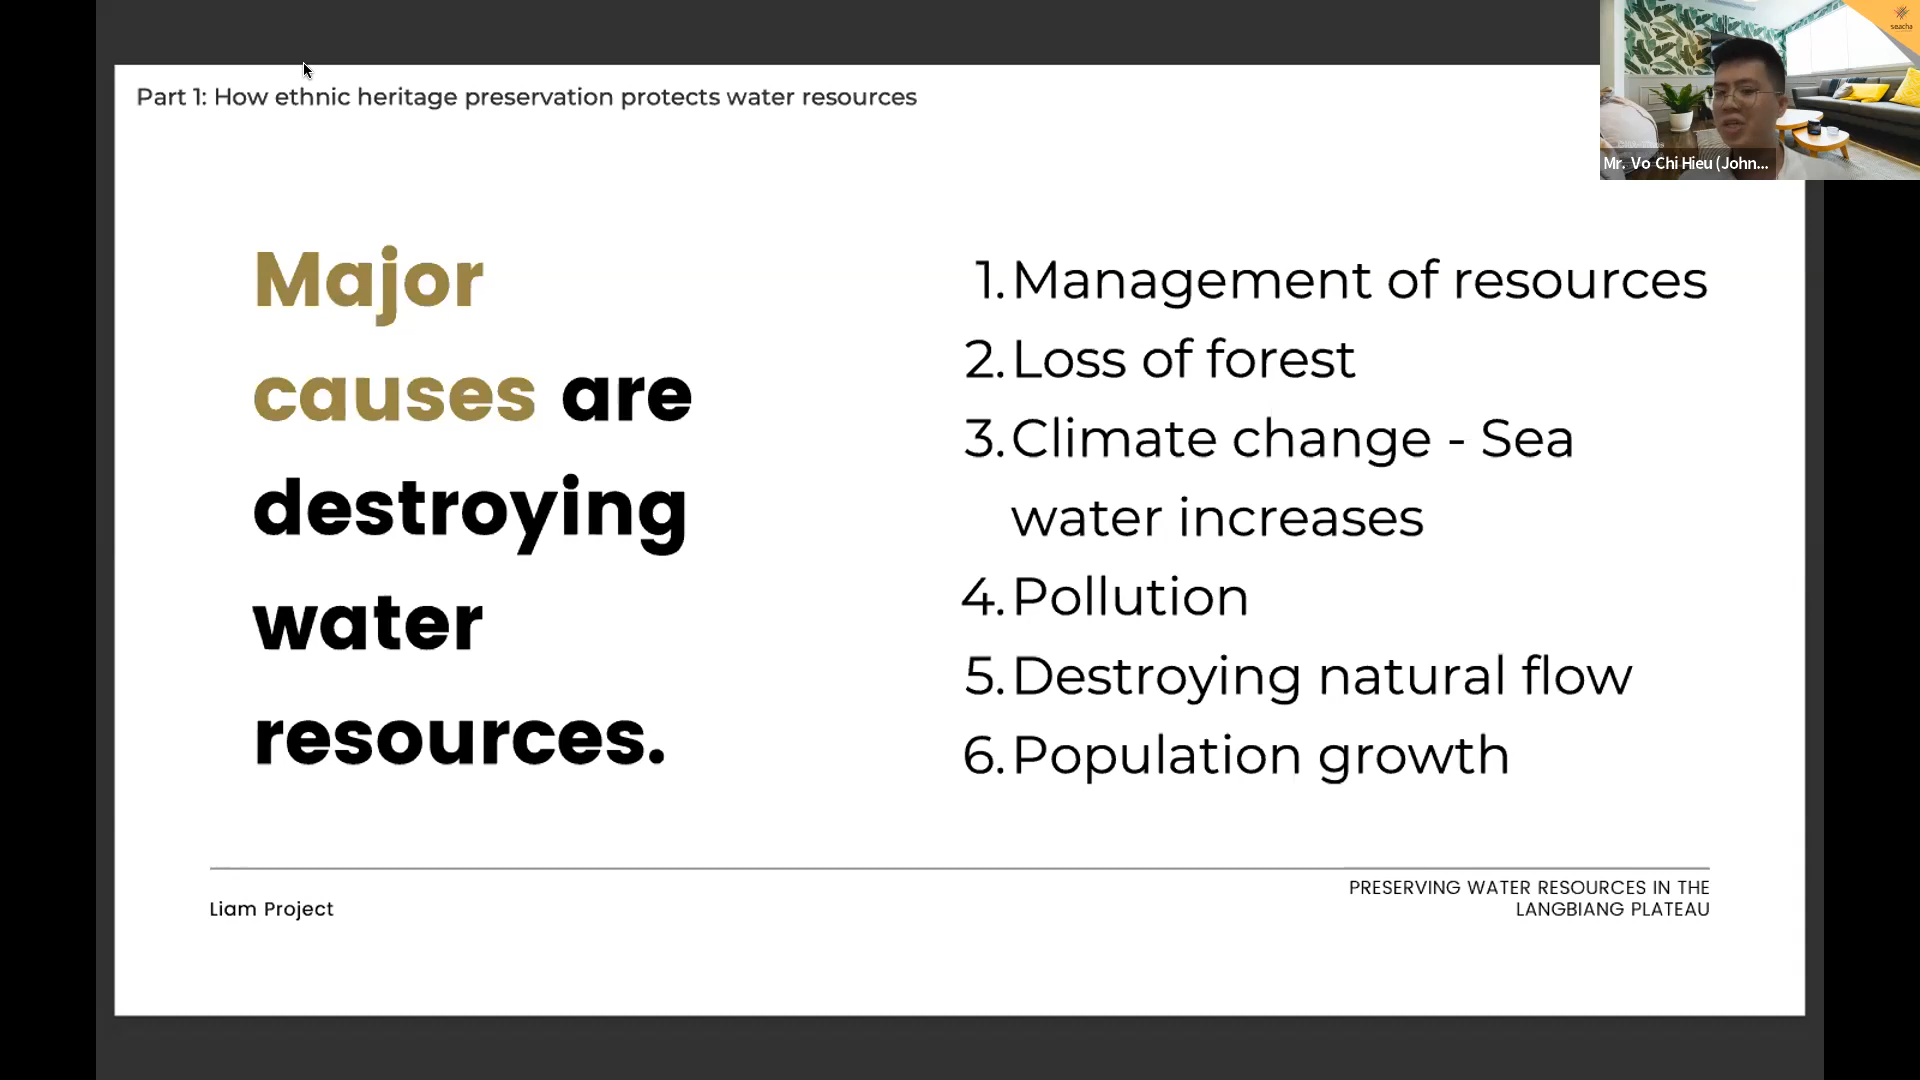 Part 1: How ethnic heritage preservation protects water resources
seacha
Mr. Vo Chi Hieu (John...
Major
causes are
destroying
water
resources.
1. Management of resources
2. Loss of forest
3. Climate change - Sea
water increases
4. Pollution
5. Destroying natural flow
6. Population growth
Liam Project
PRESERVING WATER RESOURCES IN THE
LANGBIANG PLATEAU